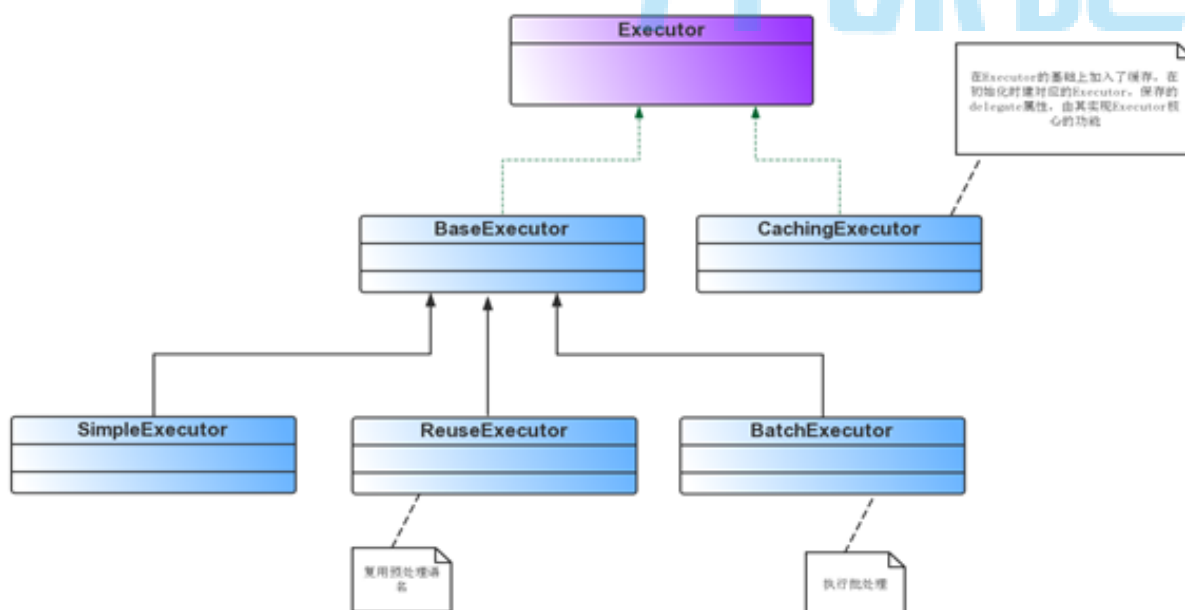 Executor
在Executor的基础上加入了缓存，在
初始化时建对应的Executor，保存的
delegate属性，由其实现Executor核
心的功能
BaseExecutor
CachingExecutor
SimpleExecutor
ReuseExecutor
BatchExecutor
复用预处理语
名
执行批处理